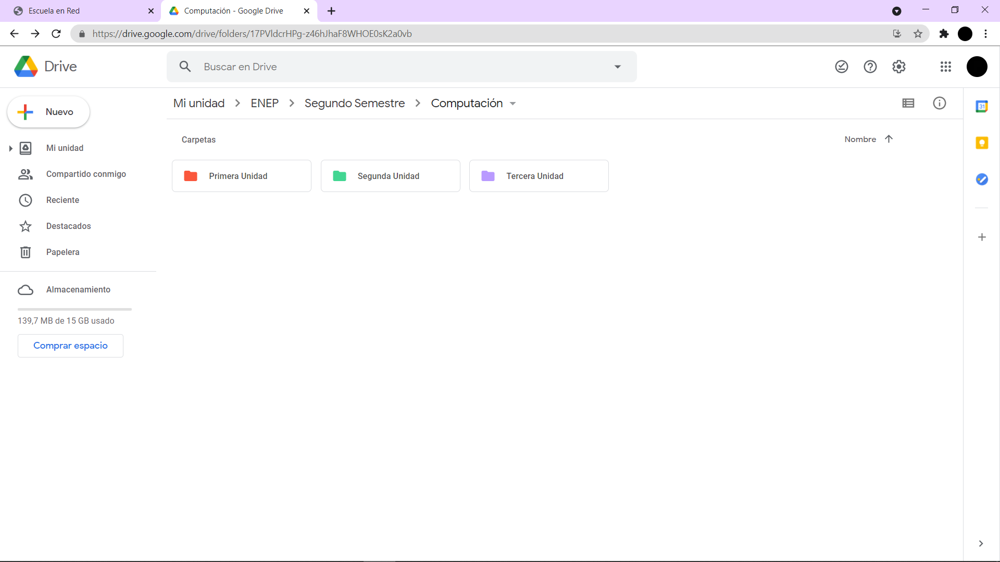 Escuela en Red
Computación - Google Drive
https://drive.google.com/drive/folders/17PVldcrHPg-z46hJhaF8WHOE0sK2a0vb
Drive
Buscar en Drive
Nuevo
Mi unidad
Compartido conmigo
Reciente
Destacados
Papelera
Almacenamiento
139,7 MB de 15 GB usado
Comprar espacio
Mi unidad > ENEP > Segundo Semestre > Computación
Carpetas
Nombre
Primera Unidad
Segunda Unidad
Tercera Unidad
31